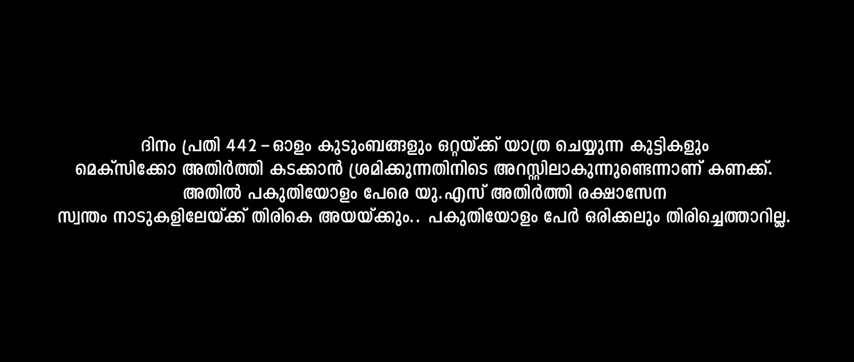 ദിനം പ്രതി 442-ഓളം കുടുംബങ്ങളും ഒറ്റയ്ക്ക് യാത്ര ചെയ്യുന്ന കുട്ടികളും
മെക്സിക്കോ അതിർത്തി കടക്കാൻ ശ്രമിക്കുന്നതിനിടെ അറസ്റ്റിലാകുന്നുണ്ടെന്നാണ് കണക്ക്.
അതിൽ പകുതിയോളം പേരെ യു.എസ് അതിർത്തി രക്ഷാസേന
സ്വന്തം നാടുകളിലേയ്ക്ക് തിരികെ അയയ്ക്കും.. പകുതിയോളം പേർ ഒരിക്കലും തിരിച്ചെത്താറില്ല.